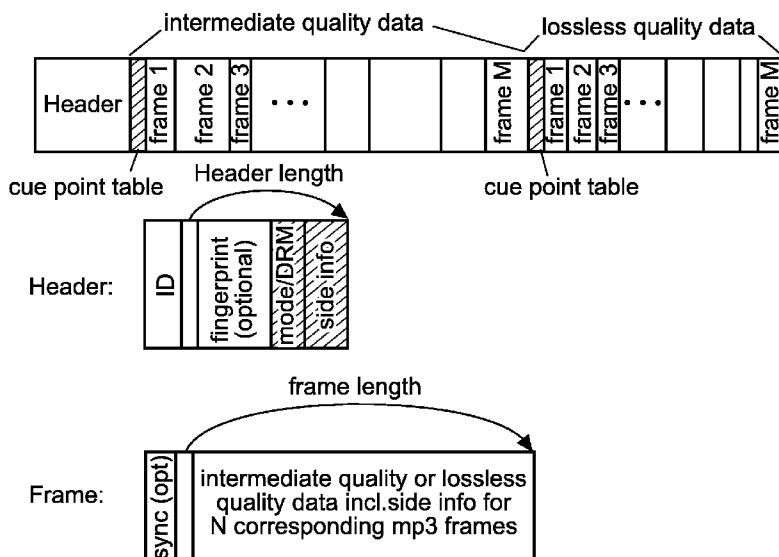 intermediate quality data
lossless quality data
Header
frame 1
frame 2
frame 3
...
frame M
frame 1
frame 2
frame 3
...
frame M
cue point table
Header length
cue point table
Header:
ID
fingerprint
(optional)
mode/DRM
side info
frame length
Frame:
sync (opt)
intermediate quality or lossless
quality data incl.side info for
N corresponding mp3 frames